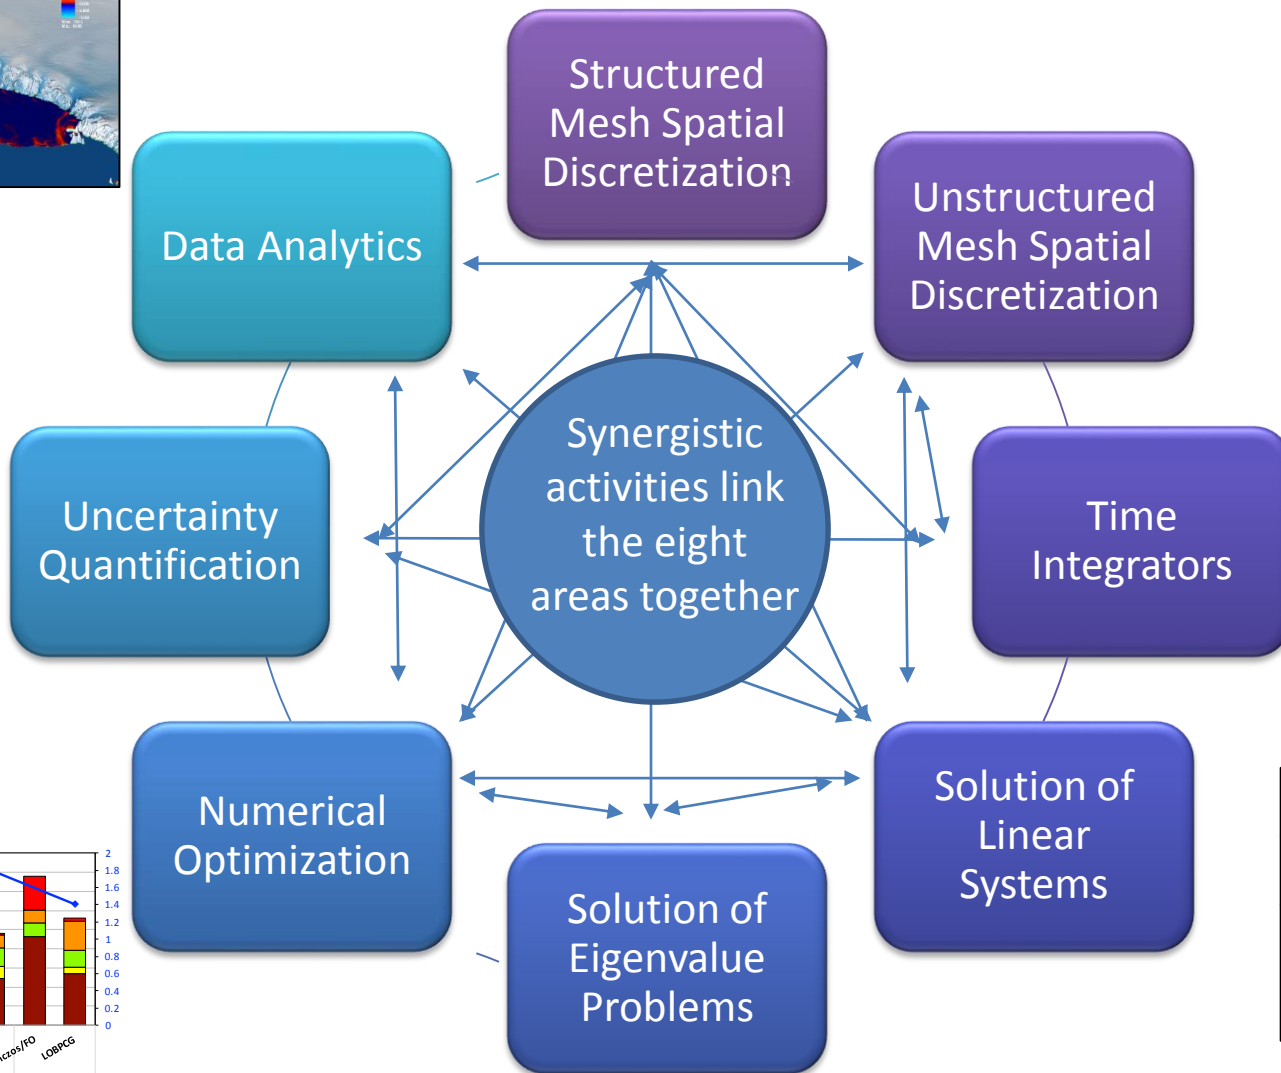 Structured
Mesh Spatial
Discretization
Unstructured
Mesh Spatial
Discretization
Data Analytics
Synergistic
activities link
the eight
areas together
Uncertainty
Quantification
Time
Integrators
Numerical
Optimization
Solution of
Linear
Systems
Solution of
Eigenvalue
Problems
2
1.8
1.6
1.4
1.2
1
0.8
0.6
0.4
0.2
0
LOBPCG